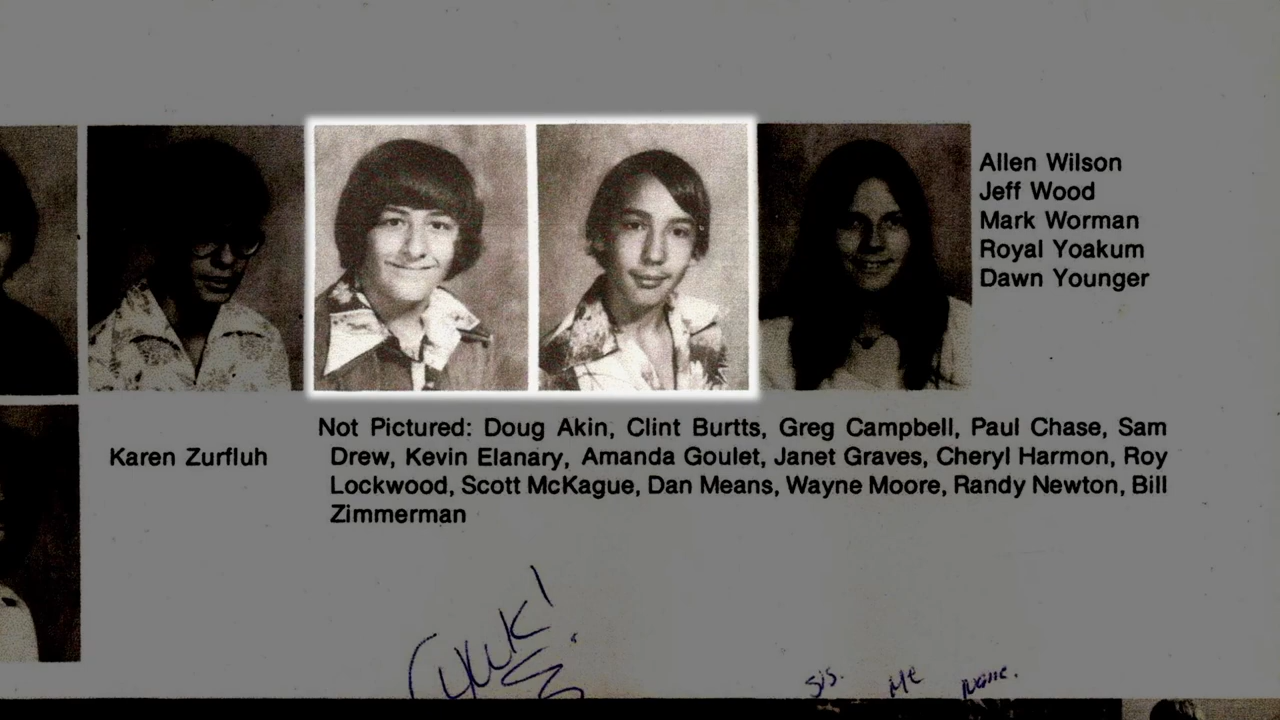 Allen Wilson
Jeff Wood
Mark Worman
Royal Yoakum
Dawn Younger
Not Pictured: Doug Akin, Clint Burtts, Greg Campbell, Paul Chase, Sam
Drew, Kevin Elanary, Amanda Goulet, Janet Graves, Cheryl Harmon, Roy
Lockwood, Scott McKague, Dan Means, Wayne Moore, Randy Newton, Bill
Zimmerman
Karen Zurfluh
Me